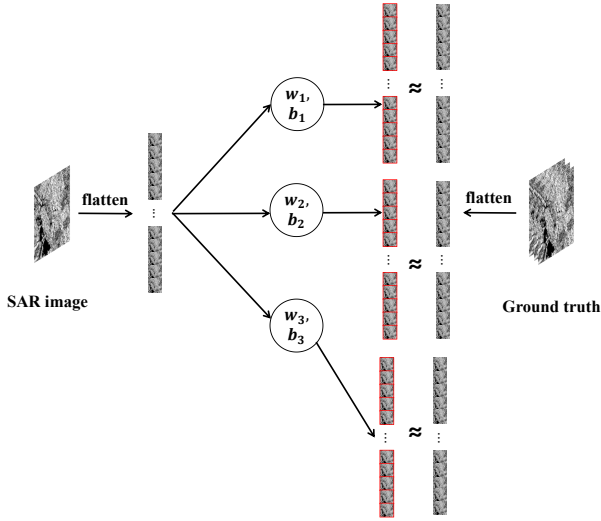 w₁,
b₁
⋮
≈
⋮
flatten
⋮
w₂,
b₂
flatten
⋮
≈
⋮
SAR image
w₃,
b₃
Ground truth
⋮
≈
⋮